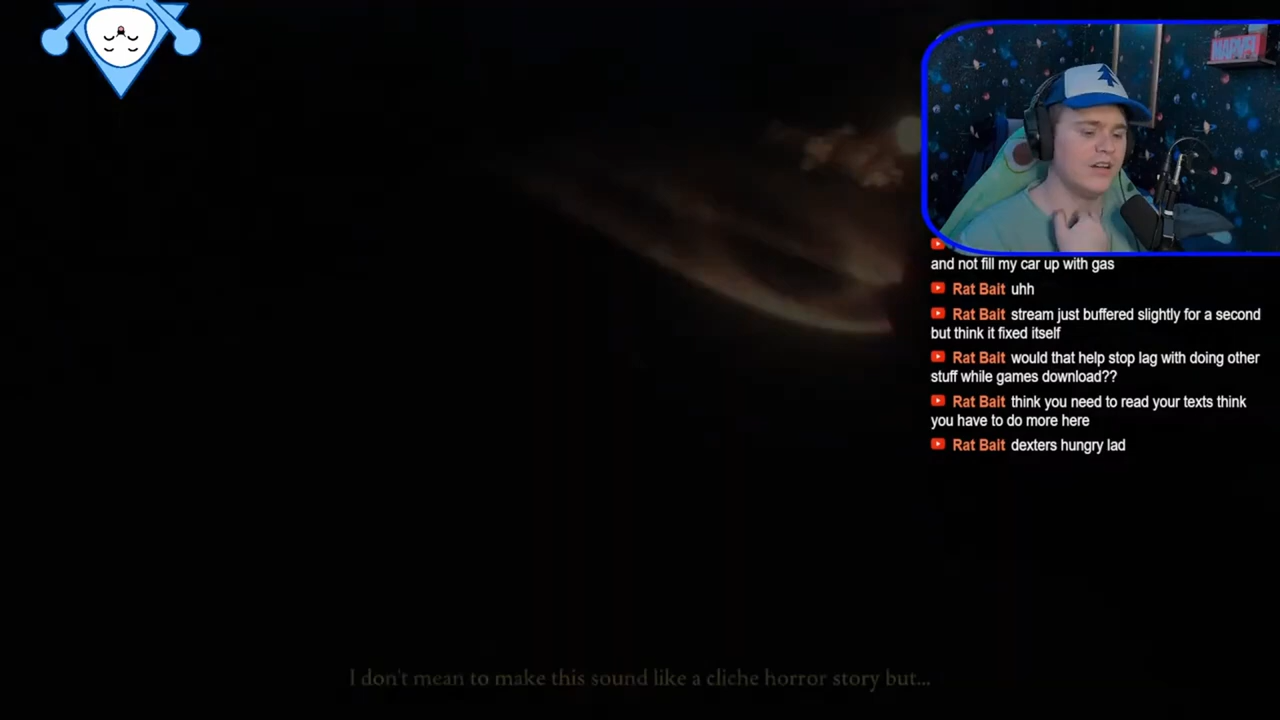 MARVEL
and not fill my car up with gas
Rat Bait uhh
Rat Bait stream just buffered slightly for a second
but think it fixed itself
Rat Bait would that help stop lag with doing other
stuff while games download??
Rat Bait think you need to read your texts think
you have to do more here
Rat Bait dexters hungry lad
I don't mean to make this sound like a cliche horror story but...